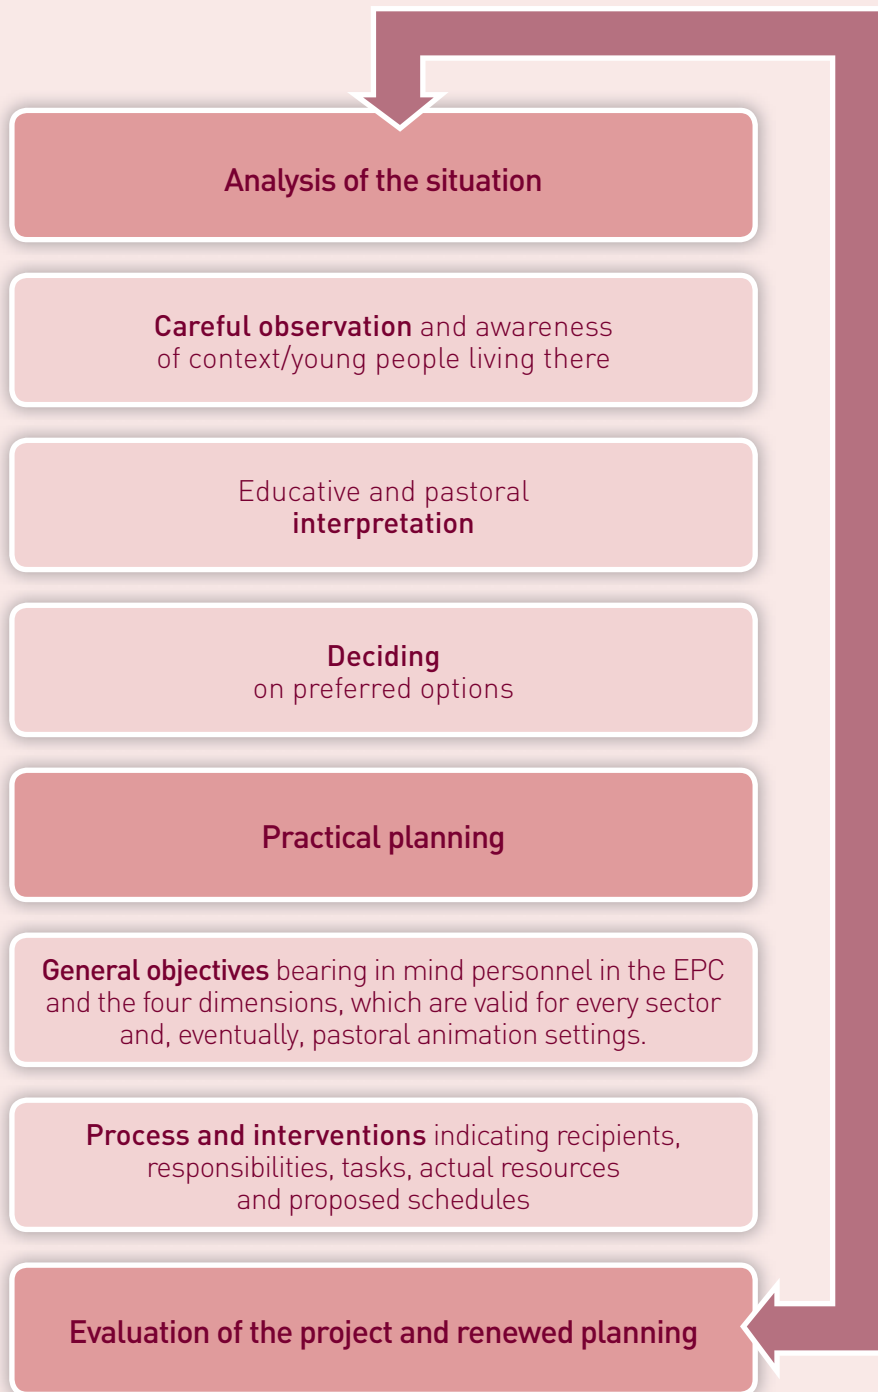 Analysis of the situation
Careful observation and awareness
of context/young people living there
Educative and pastoral
interpretation
Deciding
on preferred options
Practical planning
General objectives bearing in mind personnel in the EPC
and the four dimensions, which are valid for every sector
and, eventually, pastoral animation settings.
Process and interventions indicating recipients,
responsibilities, tasks, actual resources
and proposed schedules
Evaluation of the project and renewed planning